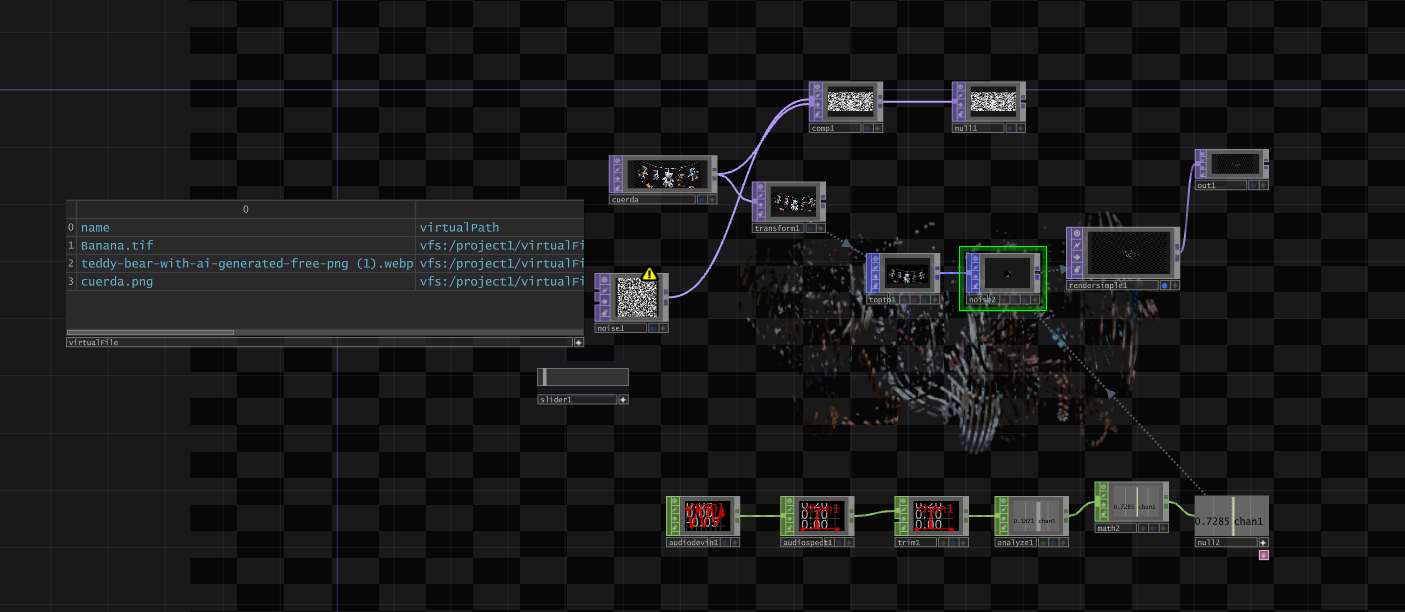 comp1
null1
cuerda
out1
transform1
0
0 name virtualPath
1 Banana.tif vfs:/project1/virtualFi
2 teddy-bear-with-ai-generated-free-png (1).webp vfs:/project1/virtualFi
3 cuerda.png vfs:/project1/virtualFi
virtualFile
noise1
noise2
rendersimple1
slider1
audiodevin1
audiospect1
trim1
0.1821 chan1
analyze1
0.7285 chan1
math2
0.7285 chan1
null2